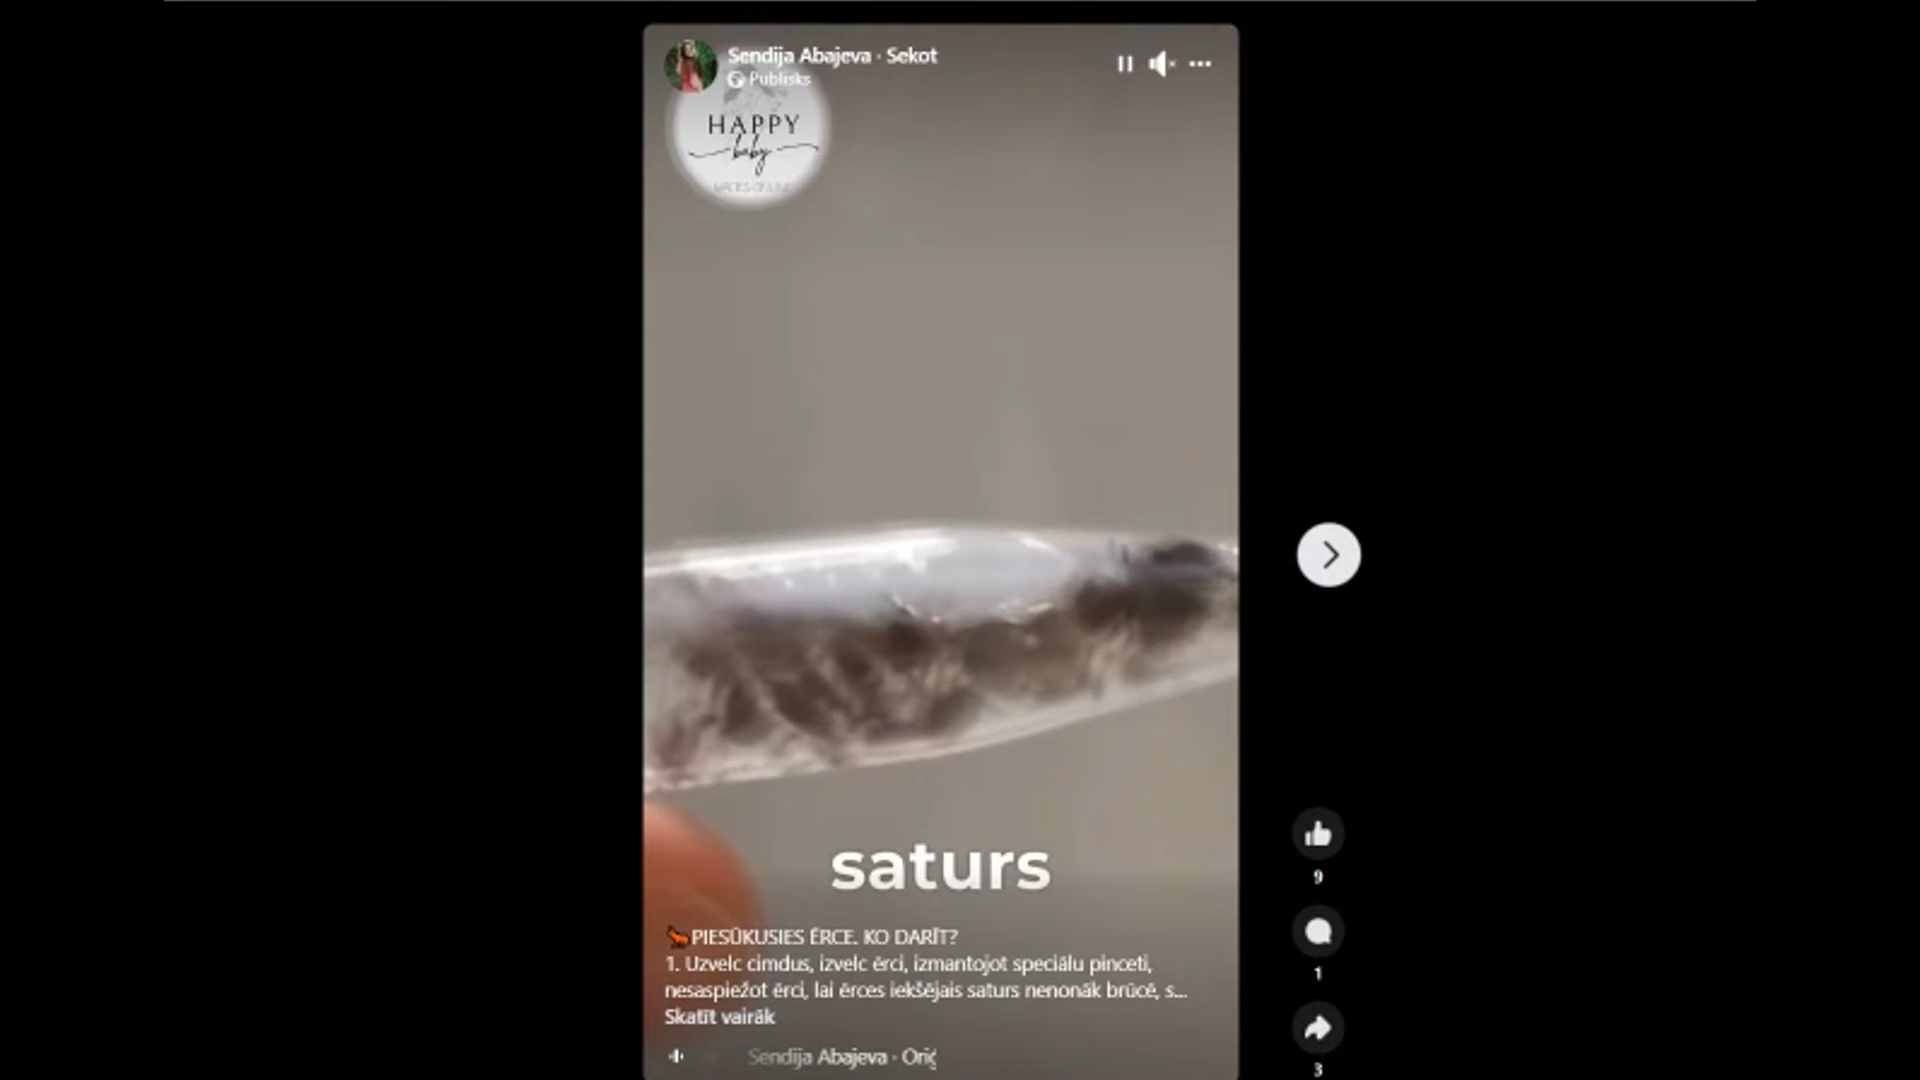 Sendija Abajeva · Sekot
Publisks
HAPPY
baby
saturs
PIESŪKUSIES ĒRCE. KO DARĪT?
1. Uzvelc cimdus, izvelc ērci, izmantojot speciālu pinceti,
nesaspiežot ērci, lai ērces iekšējais saturs nenonāk brūcē, s...
Skatīt vairāk
Sendija Abajeva · Oriģ
9
1
3